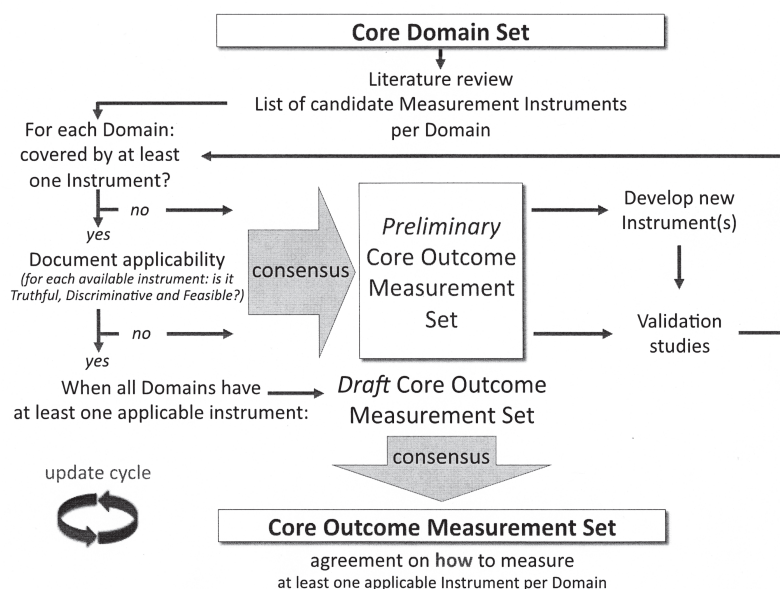 Core Domain Set
Literature review
List of candidate Measurement Instruments
per Domain
For each Domain:
covered by at least
one Instrument?
no
yes
Document applicability
(for each available instrument: is it
Truthful, Discriminative and Feasible?)
no
yes
consensus
Preliminary
Core Outcome
Measurement
Set
Develop new
Instrument(s)
Validation
studies
When all Domains have
at least one applicable instrument:
Draft Core Outcome
Measurement Set
consensus
update cycle
Core Outcome Measurement Set
agreement on how to measure
at least one applicable Instrument per Domain